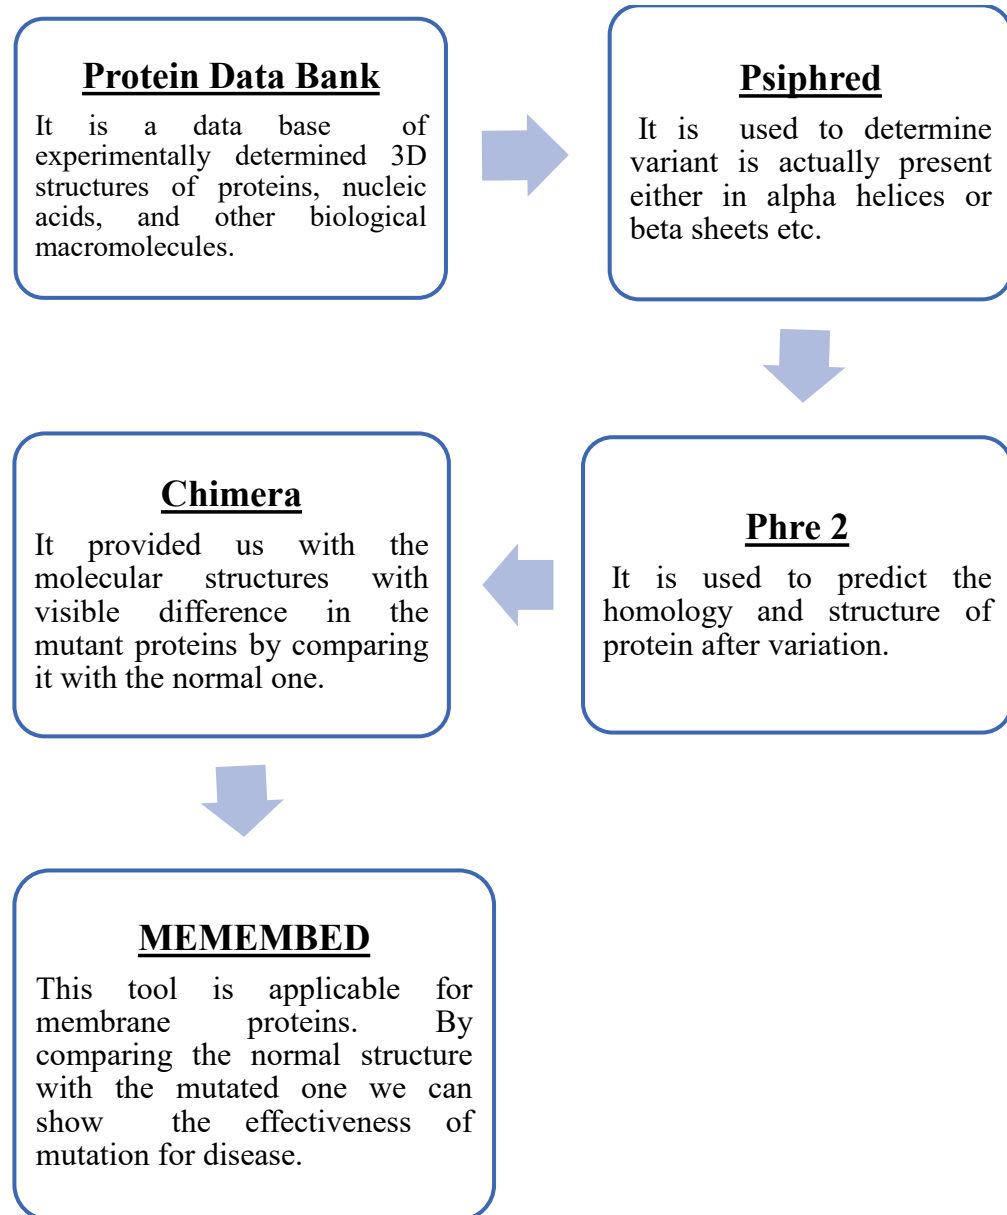 Protein Data Bank
It is a data base of
experimentally determined 3D
structures of proteins, nucleic
acids, and other biological
macromolecules.
Psiphred
It is used to determine
variant is actually present
either in alpha helices or
beta sheets etc.
Phre 2
It is used to predict the
homology and structure of
protein after variation.
Chimera
It provided us with the
molecular structures with
visible difference in the
mutant proteins by comparing
it with the normal one.
MEMEMBED
This tool is applicable for
membrane proteins. By
comparing the normal structure
with the mutated one we can
show the effectiveness of
mutation for disease.